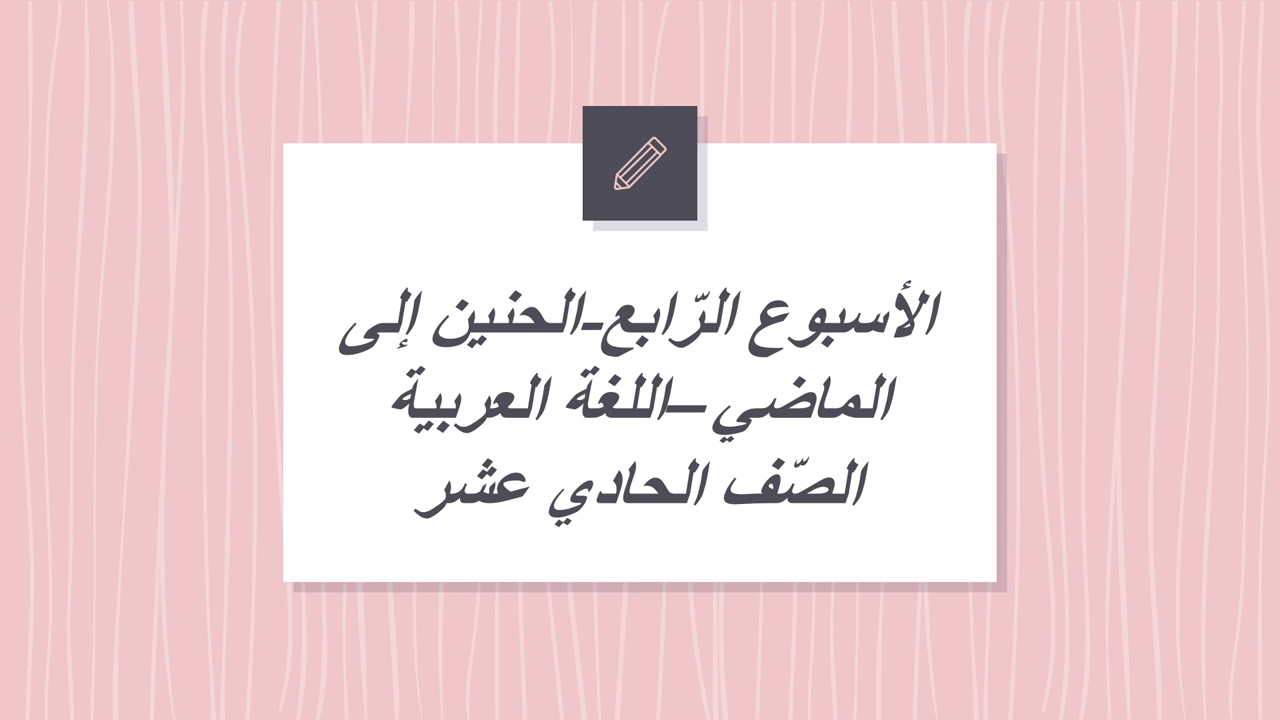 الأسبوع الرّابع-الحنين إلى
الماضي –اللغة العربية
الصّف الحادي عشر